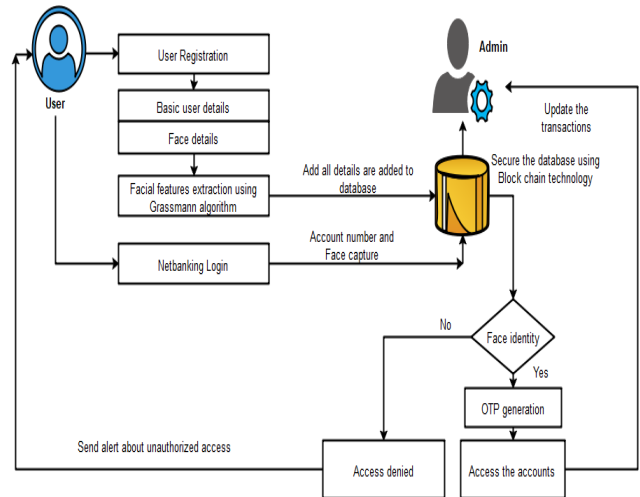 User Registration
Admin
User
Basic user details
Face details
Update the
transactions
Facial features extraction using
Grassmann algorithm
Add all details are added to
database
Secure the database using
Block chain technology
Netbanking Login
Account number and
Face capture
Face identity
No
Yes
OTP generation
Send alert about unauthorized access
Access denied
Access the accounts